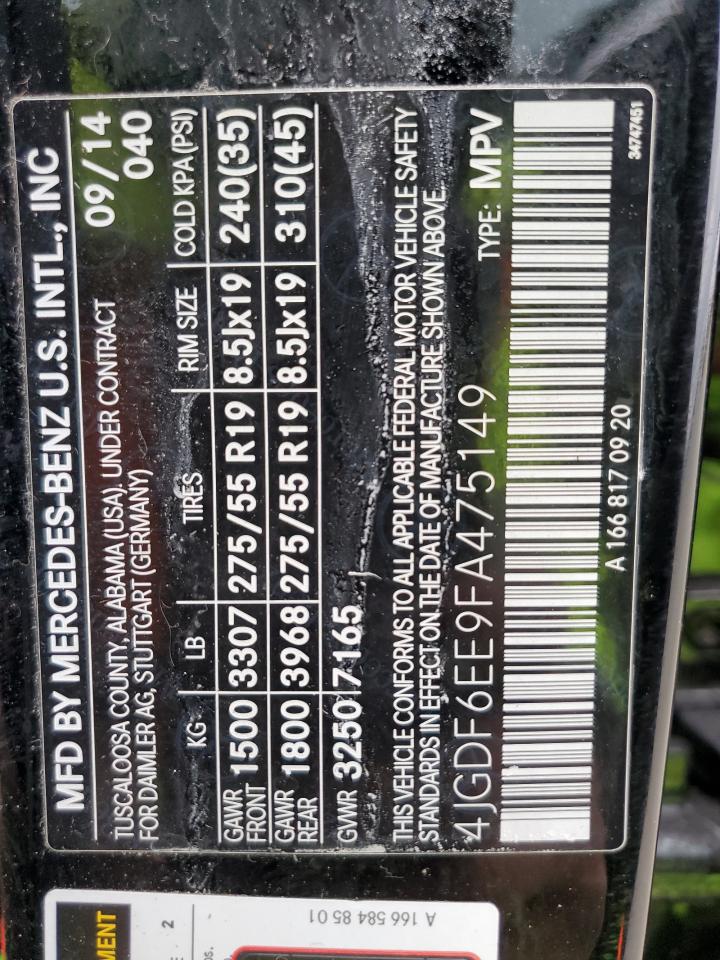 MFD BY MERCEDES-BENZ U.S. INTL., INC
TUSCALOOSA COUNTY, ALABAMA (USA), UNDER CONTRACT 09/14
FOR DAIMLER AG, STUTTGART (GERMANY) 040
KG LB TIRES RIM SIZE COLD KPA (PSI)
GAWR FRONT 1500 3307 275/55 R19 8.5Jx19 240(35)
GAWR REAR 1800 3968 275/55 R19 8.5Jx19 310(45)
GVWR 3250 7165
THIS VEHICLE CONFORMS TO ALL APPLICABLE FEDERAL MOTOR VEHICLE SAFETY
STANDARDS IN EFFECT ON THE DATE OF MANUFACTURE SHOWN ABOVE.
4JGDF6EE9FA475149 TYPE: MPV
A 166 817 09 20
34747451
MENT
2
A 166 584 85 01